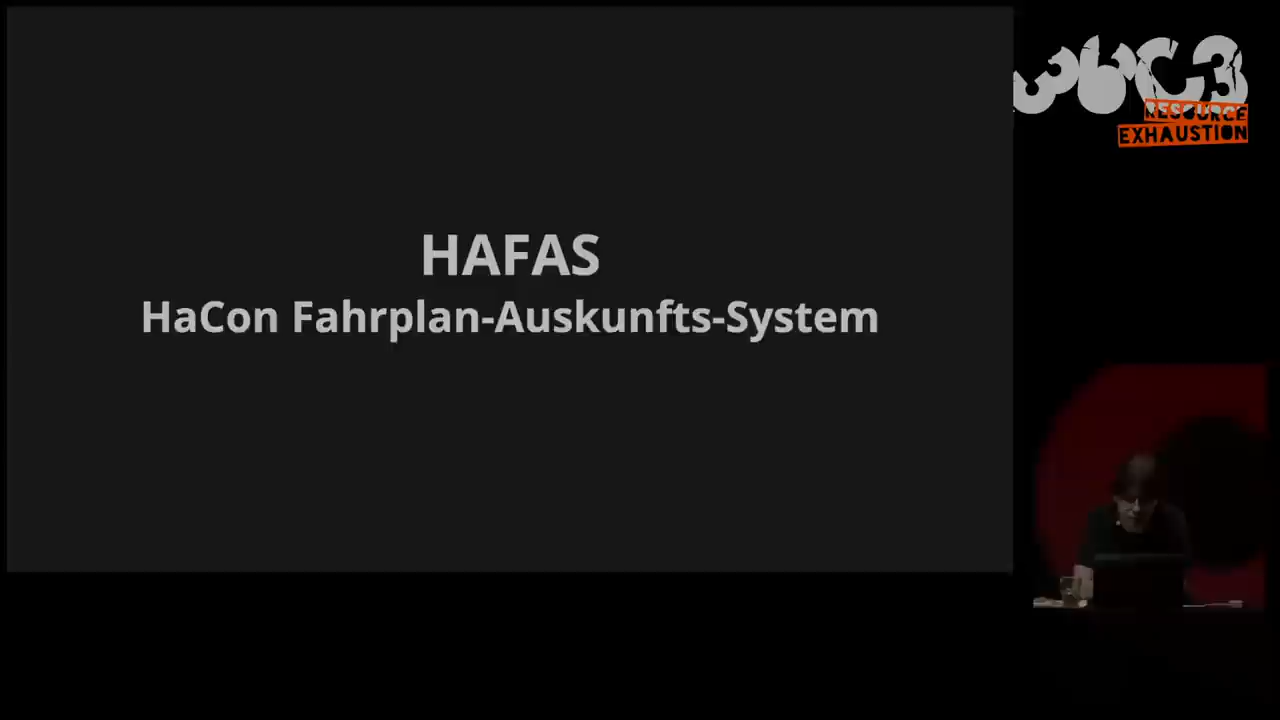 HAFAS
HaCon Fahrplan-Auskunfts-System
36C3
RESOURCE
EXHAUSTION